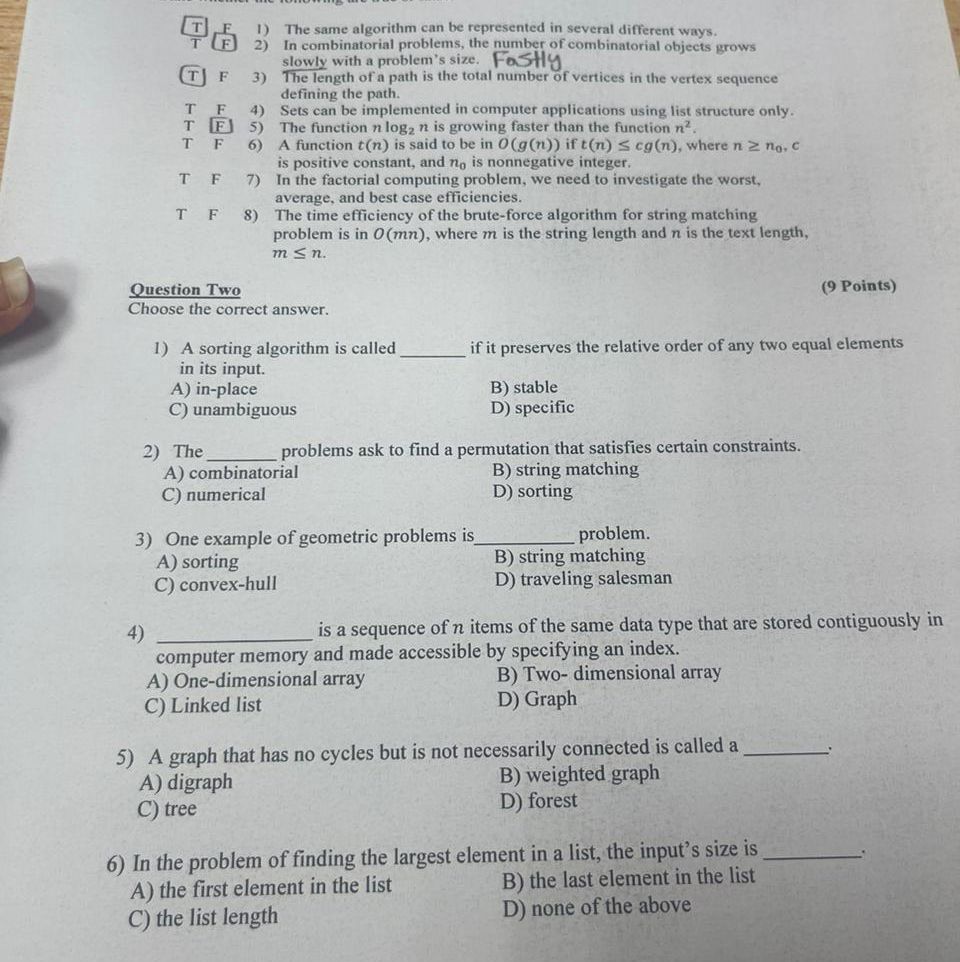 T F 1) The same algorithm can be represented in several different ways.
T F 2) In combinatorial problems, the number of combinatorial objects grows
slowly with a problem's size. Fastly
T F 3) The length of a path is the total number of vertices in the vertex sequence
defining the path.
T F 4) Sets can be implemented in computer applications using list structure only.
T F 5) The function n log₂ n is growing faster than the function n².
T F 6) A function t(n) is said to be in O(g(n)) if t(n) ≤ cg(n), where n ≥ n₀, c
is positive constant, and n₀ is nonnegative integer.
T F 7) In the factorial computing problem, we need to investigate the worst,
average, and best case efficiencies.
T F 8) The time efficiency of the brute-force algorithm for string matching
problem is in O(mn), where m is the string length and n is the text length,
m ≤ n.
Question Two (9 Points)
Choose the correct answer.
1) A sorting algorithm is called ______ if it preserves the relative order of any two equal elements
in its input.
A) in-place B) stable
C) unambiguous D) specific
2) The ______ problems ask to find a permutation that satisfies certain constraints.
A) combinatorial B) string matching
C) numerical D) sorting
3) One example of geometric problems is_________ problem.
A) sorting B) string matching
C) convex-hull D) traveling salesman
4) ______________ is a sequence of n items of the same data type that are stored contiguously in
computer memory and made accessible by specifying an index.
A) One-dimensional array B) Two- dimensional array
C) Linked list D) Graph
5) A graph that has no cycles but is not necessarily connected is called a ________.
A) digraph B) weighted graph
C) tree D) forest
6) In the problem of finding the largest element in a list, the input's size is _________.
A) the first element in the list B) the last element in the list
C) the list length D) none of the above